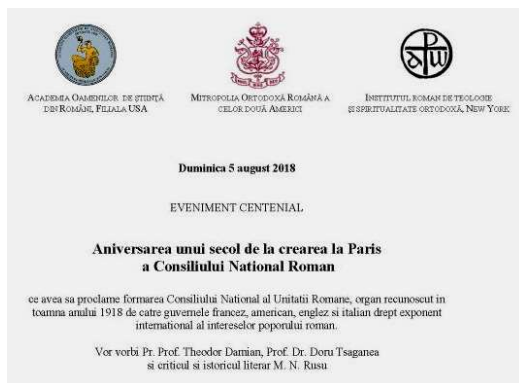 ACADEMIA OAMENILOR DE ȘTIINȚĂ
DIN ROMÂNI, FILIALA USA
MITROPOLIA ORTODOXĂ ROMÂNĂ A
CELOR DOUĂ AMERICI
INSTITUTUL ROMAN DE TEOLOGIE
ȘI SPIRITUALITATE ORTODOXĂ, NEW YORK
Duminica 5 august 2018
EVENIMENT CENTENIAL
Aniversarea unui secol de la crearea la Paris
a Consiliului National Roman
ce avea sa proclame formarea Consiliului National al Unitatii Romane, organ recunoscut in
toamna anului 1918 de catre guvernele francez, american, englez si italian drept exponent
international al intereselor poporului roman.
Vor vorbi Pr. Prof. Theodor Damian, Prof. Dr. Doru Tsaganea
si criticul si istoricul literar M. N. Rusu